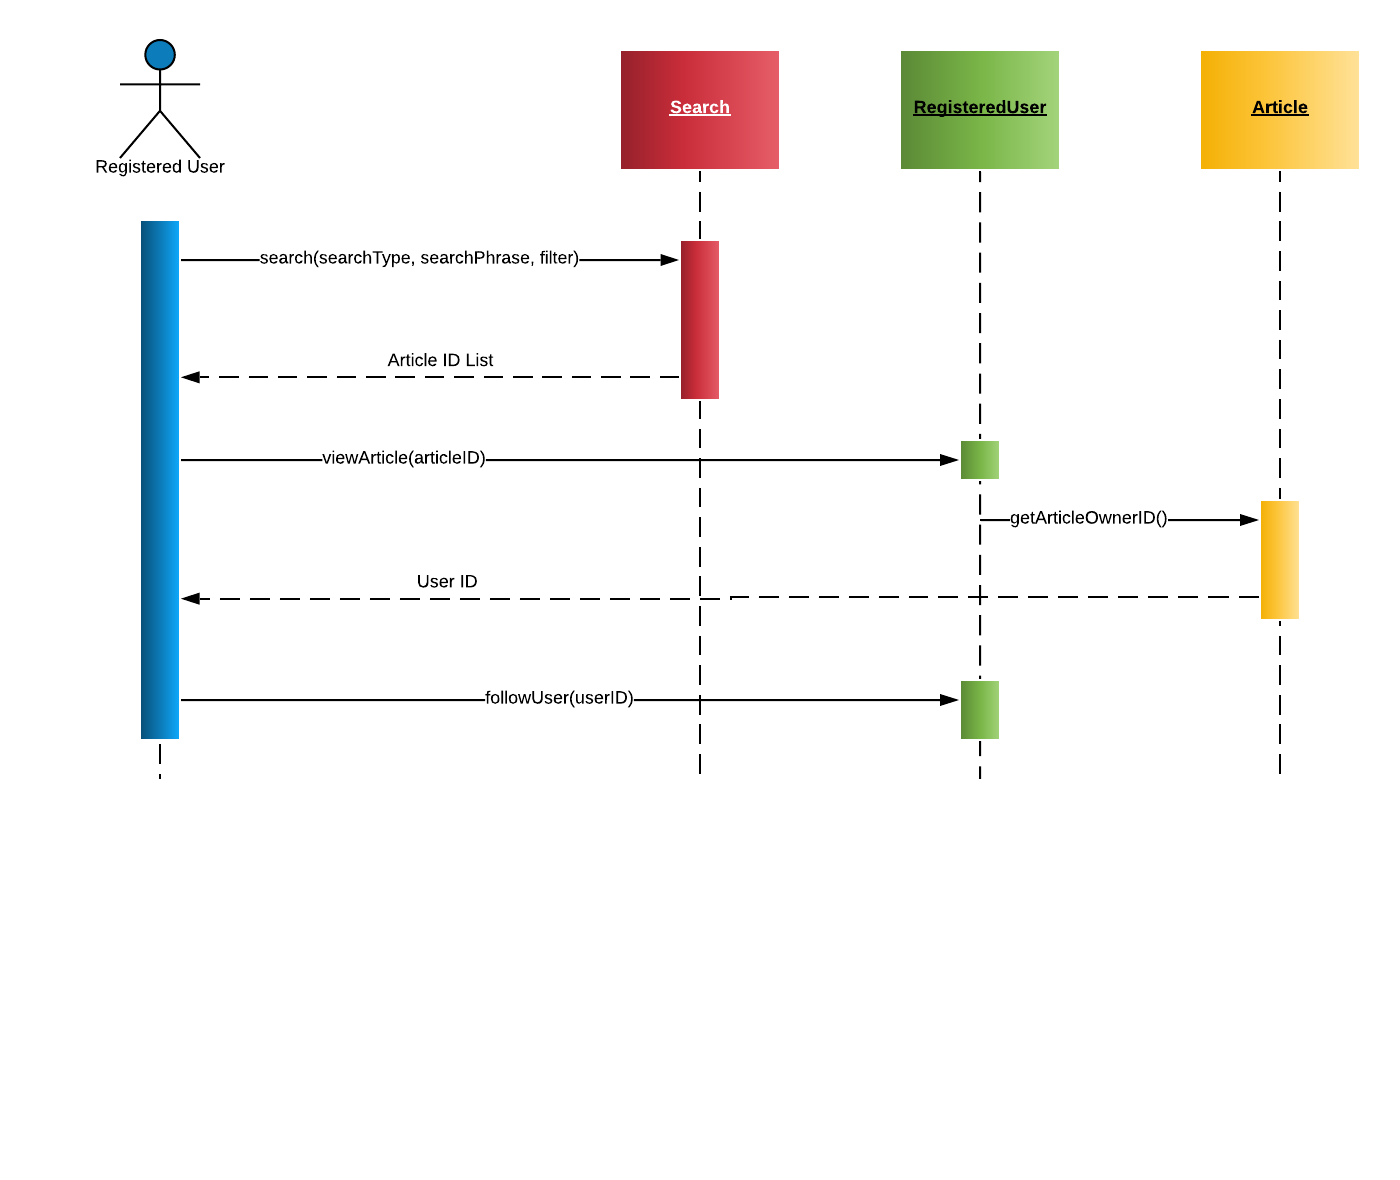 Registered User
Search
RegisteredUser
Article
search(searchType, searchPhrase, filter)
Article ID List
viewArticle(articleID)
getArticleOwnerID()
User ID
followUser(userID)